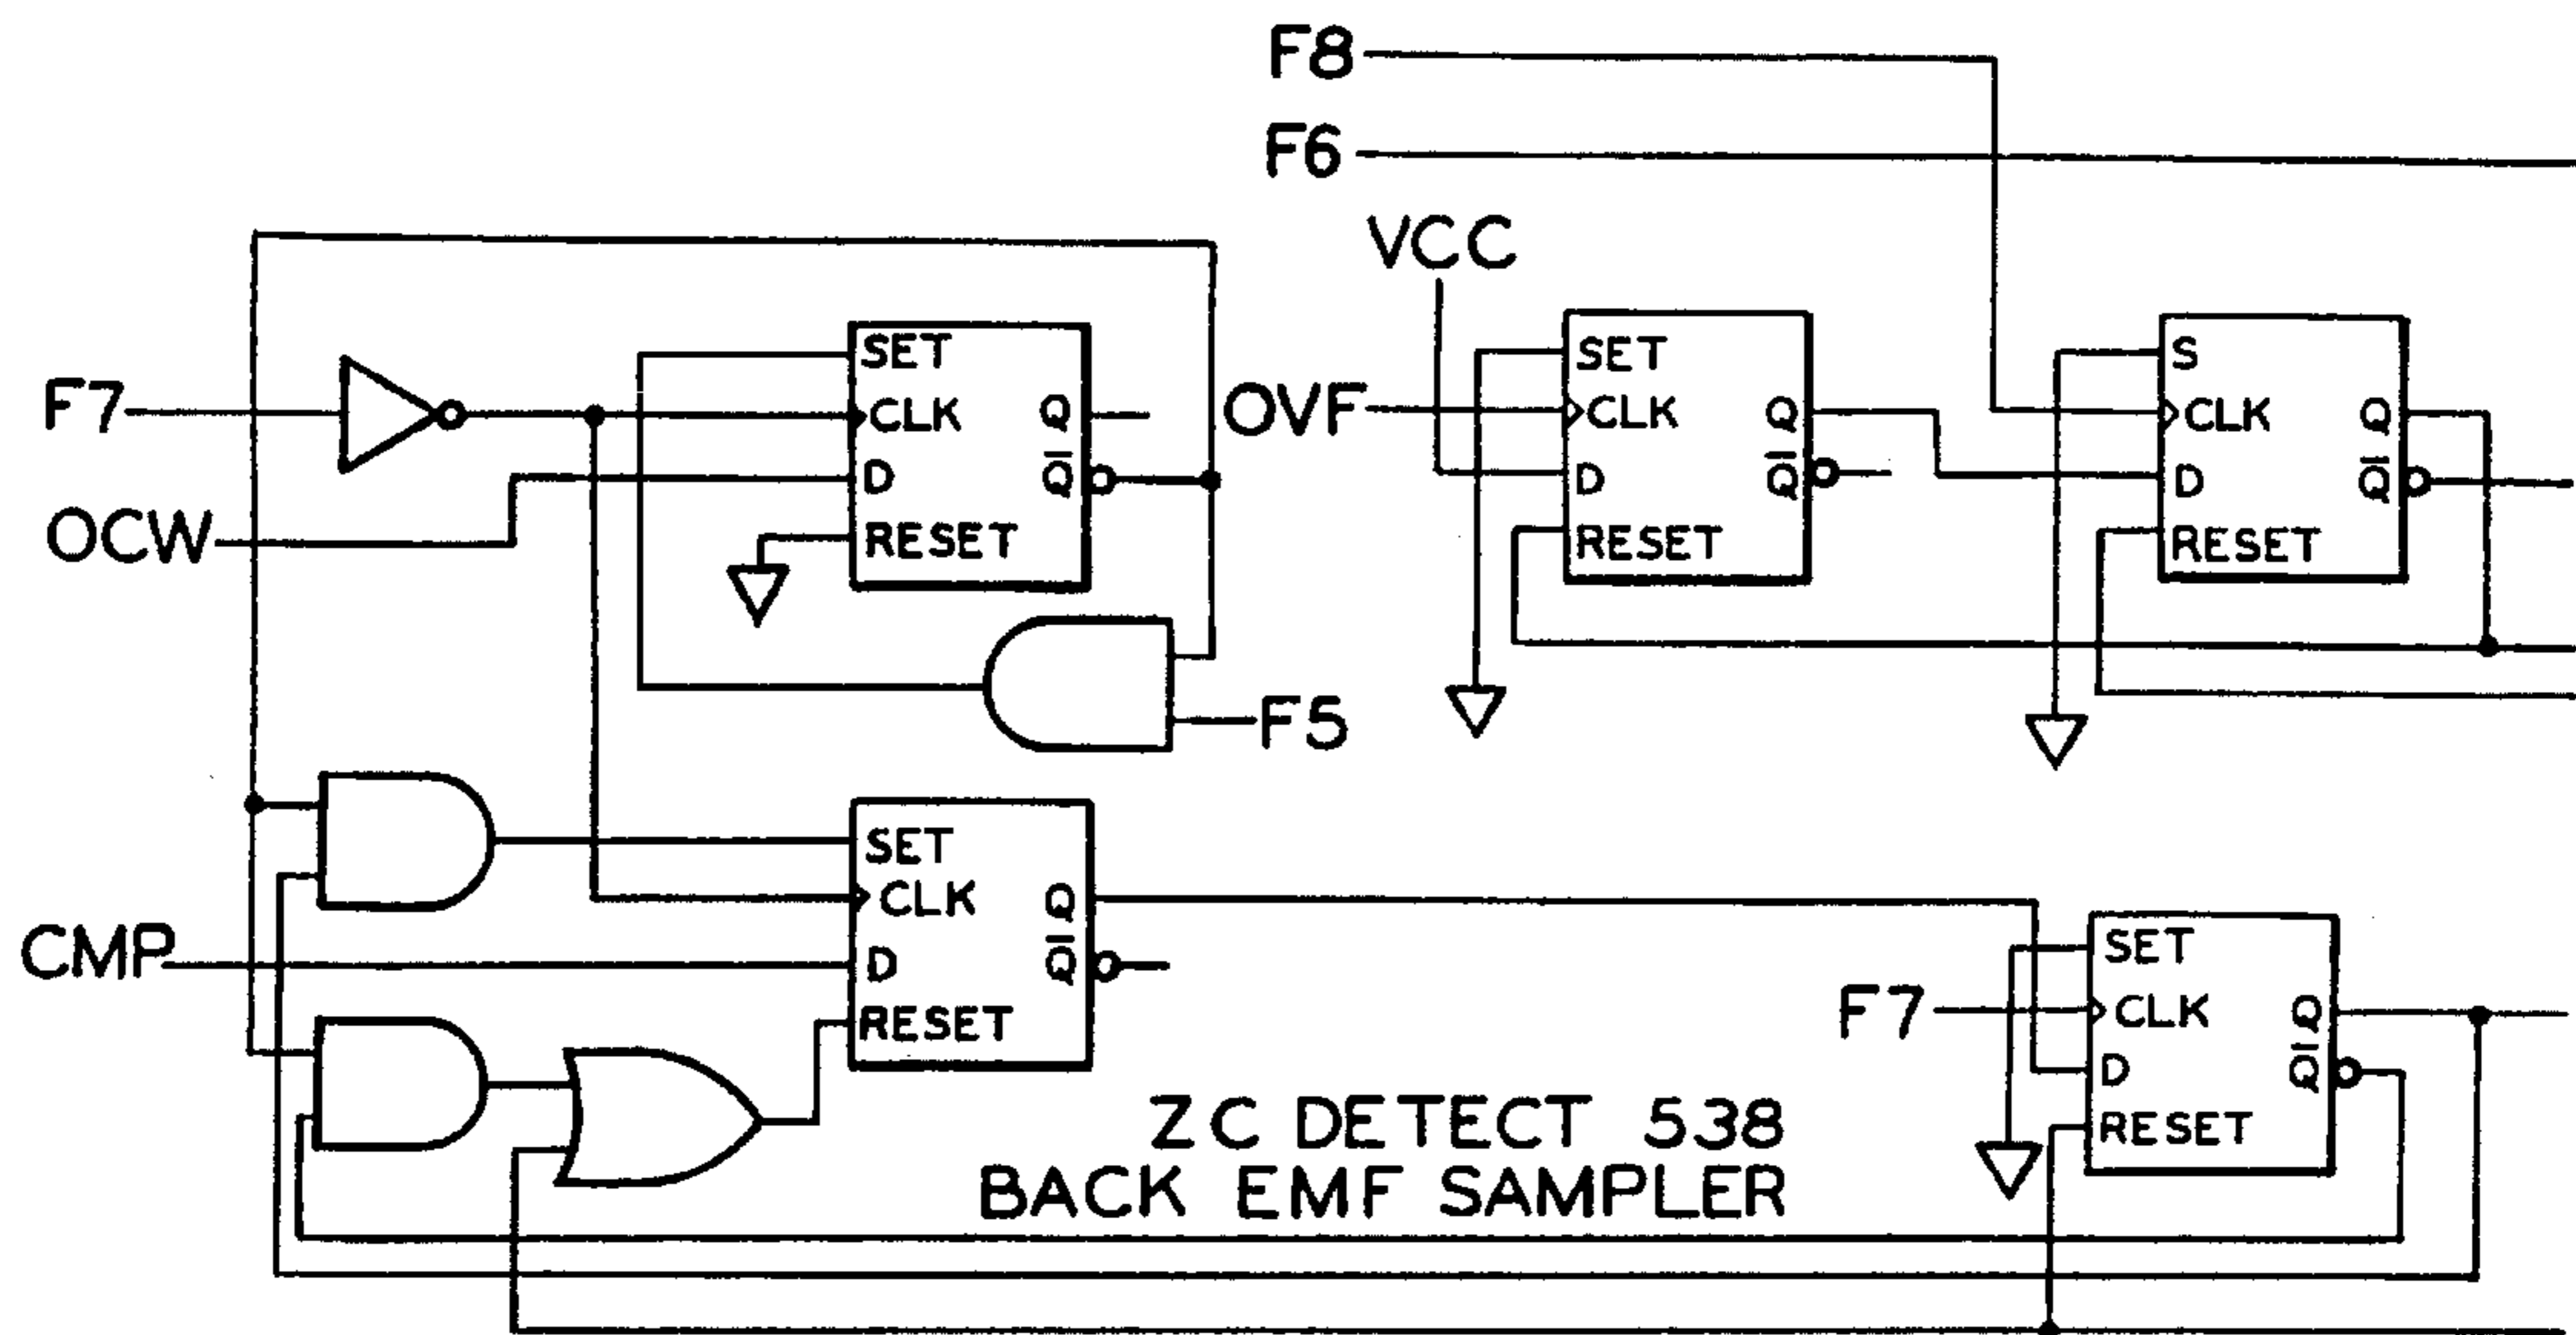 F8
F6
VCC
F7
OCW
SET
CLK
D
RESET
Q
Q̅
OVF
SET
CLK
D
RESET
Q
Q̅
S
CLK
D
RESET
Q
Q̅
F5
CMP
SET
CLK
D
RESET
Q
Q̅
F7
SET
CLK
D
RESET
Q
Q̅
ZC DETECT 538
BACK EMF SAMPLER